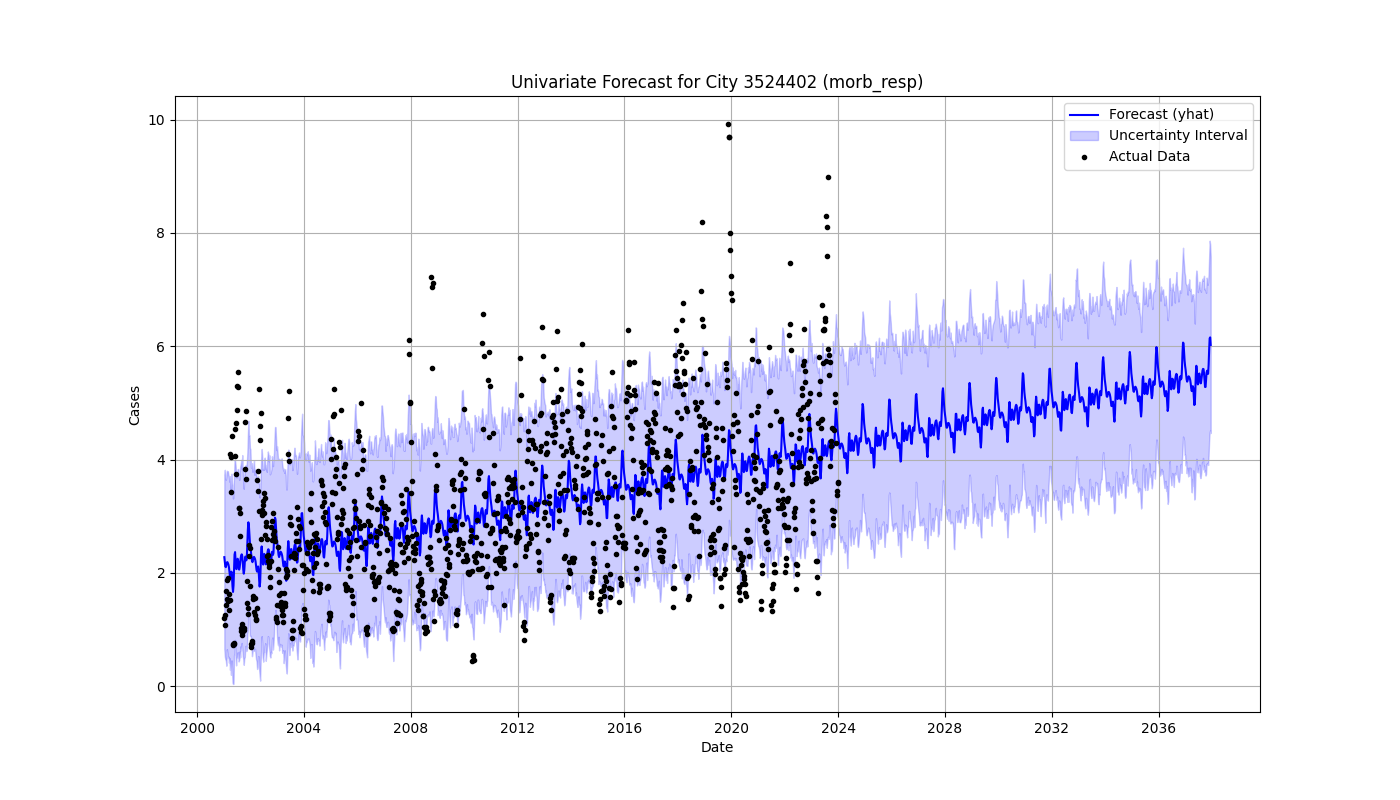 Univariate Forecast for City 3524402 (morb_resp)
Forecast (yhat)
Uncertainty Interval
Actual Data
10
8
6
4
2
0
Cases
2000 2004 2008 2012 2016 2020 2024 2028 2032 2036
Date